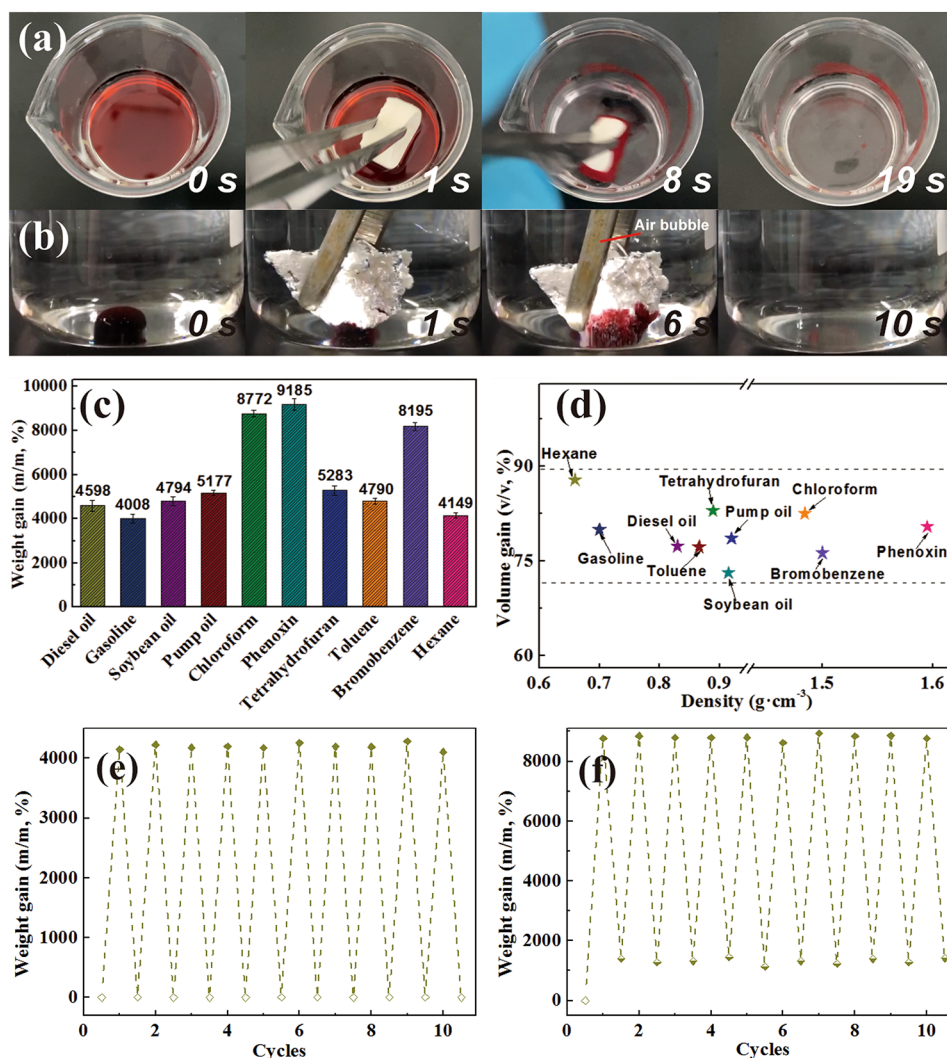 (a)
0 s
1 s
8 s
19 s
(b)
Air bubble
0 s
1 s
6 s
10 s
(c)
Weight gain (m/m, %)
10000
8000
6000
4000
2000
0
4598
4008
4794
5177
8772
9185
5283
4790
8195
4149
Diesel oil
Gasoline
Soybean oil
Pump oil
Chloroform
Phenoxin
Tetrahydrofuran
Toluene
Bromobenzene
Hexane
(d)
Volume gain (v/v, %)
90
75
60
Hexane
Tetrahydrofuran
Chloroform
Diesel oil
Pump oil
Gasoline
Toluene
Bromobenzene
Phenoxin
Soybean oil
0.6 0.7 0.8 0.9 1.5 1.6
Density (g·cm⁻³)
(e)
Weight gain (m/m, %)
4000
3000
2000
1000
0
0 2 4 6 8 10
Cycles
(f)
Weight gain (m/m, %)
8000
6000
4000
2000
0
0 2 4 6 8 10
Cycles